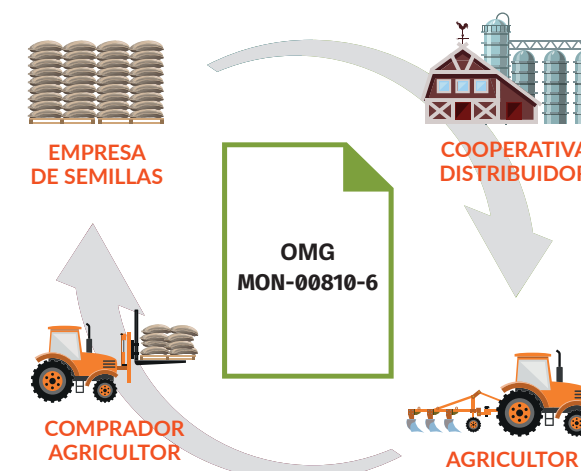 EMPRESA
DE SEMILLAS
COOPERATIVA
DISTRIBUIDOR
OMG
MON-00810-6
COMPRADOR
AGRICULTOR
AGRICULTOR